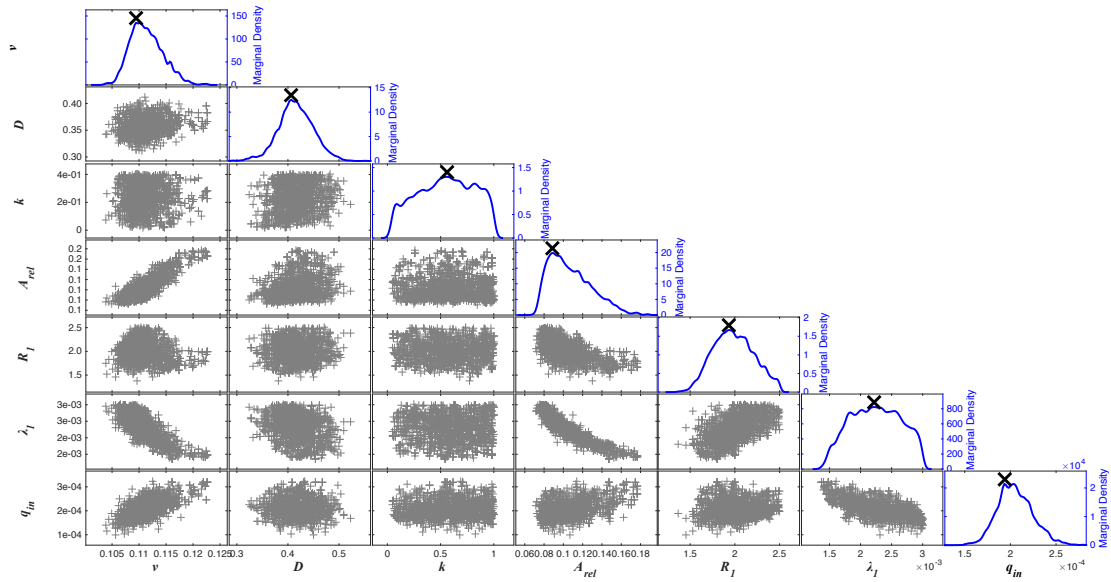 v
150
100
50
0
Marginal Density
D
0.40
0.35
0.30
15
10
5
0
Marginal Density
k
4e-01
2e-01
0
1.5
1
0.5
0
Marginal Density
A_rel
0.2
0.2
0.1
0.1
0.1
0.1
0.1
20
15
10
5
0
Marginal Density
R_1
2.5
2.0
1.5
2
1.5
1.0
0.5
0.0
Marginal Density
λ_1
3e-03
2e-03
2e-03
800
600
400
200
0
Marginal Density
×10^4
q_in
3e-04
2e-04
1e-04
2
1
0
Marginal Density
0.105 0.11 0.115 0.12 0.125 0.3 0.4 0.5 0 0.5 1 0.06 0.08 0.1 0.12 0.14 0.16 0.18 1.5 2 2.5 1.5 2 2.5 3 2
×10^-3 ×10^-4
v D k A_rel R_1 λ_1 q_in